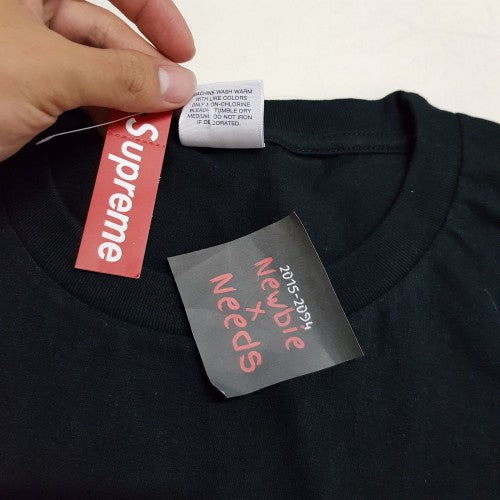 MACHINE WASH WARM
WITH LIKE COLORS
ONLY NON-CHLORINE
BLEACH TUMBLE DRY
MEDIUM DO NOT IRON
IF DECORATED.
Supreme
2015-2094
Newbie
x
Needs